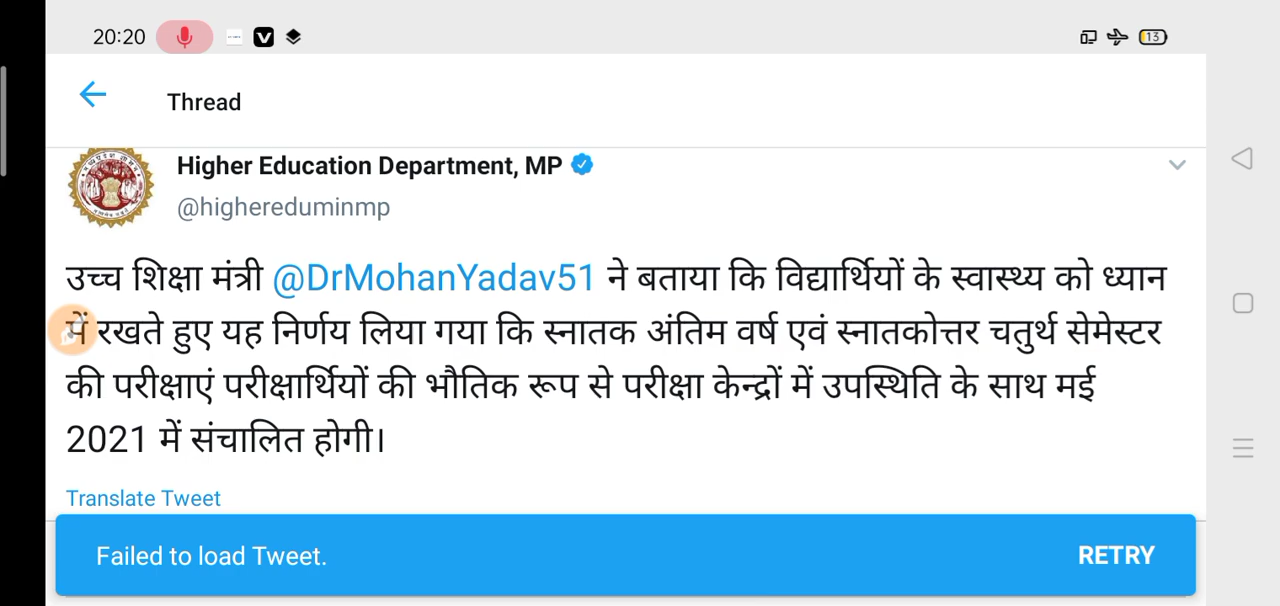 20:20
13
Thread
Higher Education Department, MP
@highereduminmp
उच्च शिक्षा मंत्री @DrMohanYadav51 ने बताया कि विद्यार्थियों के स्वास्थ्य को ध्यान
में रखते हुए यह निर्णय लिया गया कि स्नातक अंतिम वर्ष एवं स्नातकोत्तर चतुर्थ सेमेस्टर
की परीक्षाएं परीक्षार्थियों की भौतिक रूप से परीक्षा केन्द्रों में उपस्थिति के साथ मई
2021 में संचालित होगी।
Translate Tweet
Failed to load Tweet. RETRY